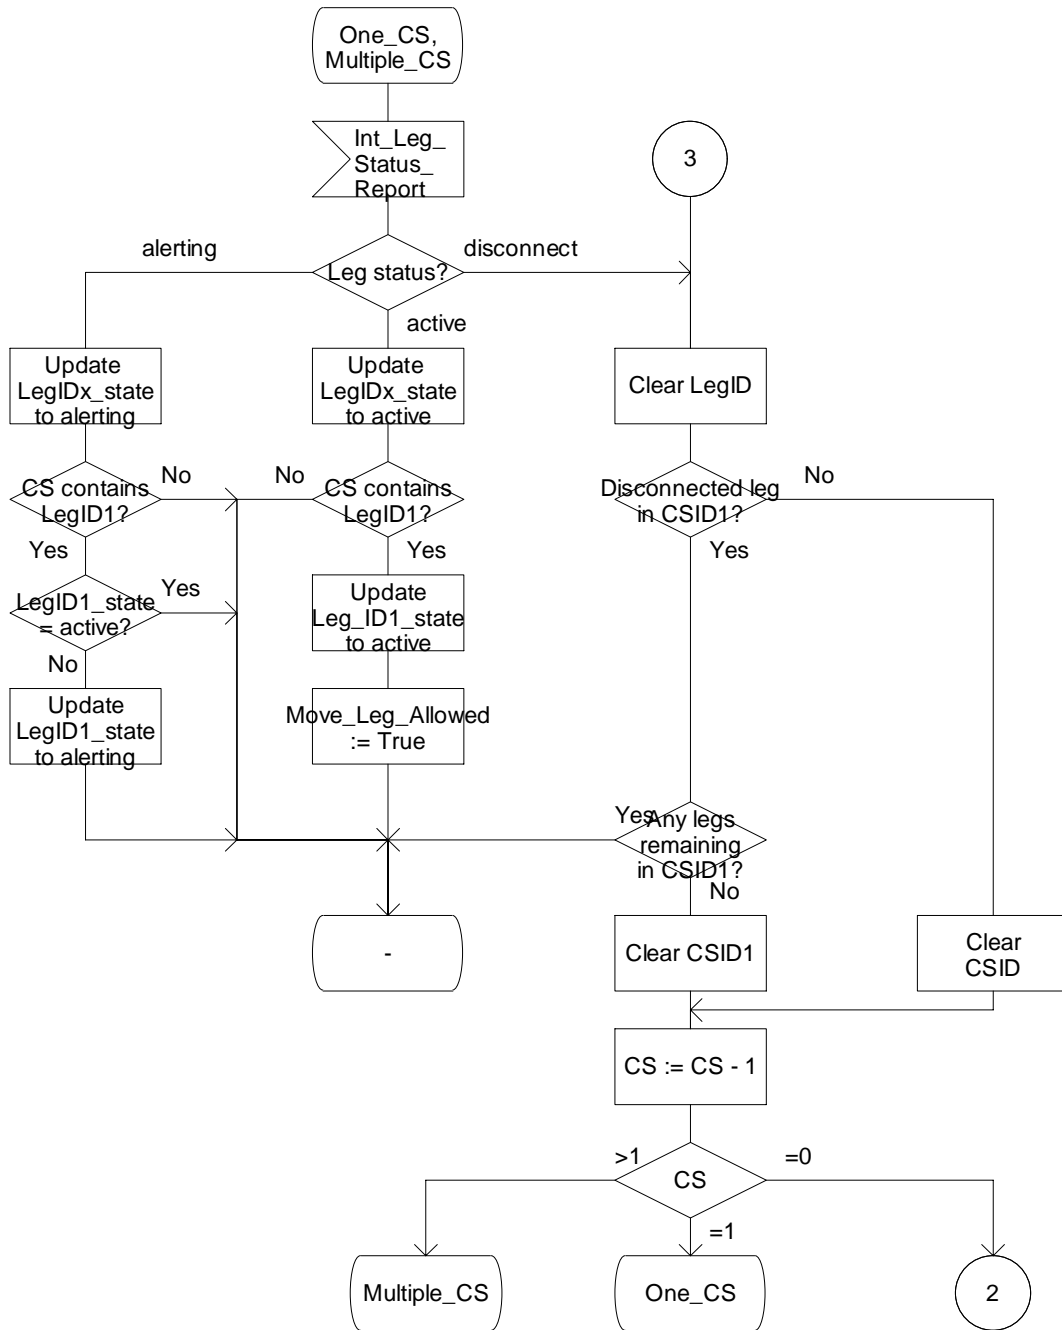 One_CS,
Multiple_CS
Int_Leg_
Status_
Report
3
alerting
Leg status?
disconnect
active
Update
LegIDx_state
to alerting
Update
LegIDx_state
to active
Clear LegID
CS contains
LegID1?
No
No
CS contains
LegID1?
Disconnected leg
in CSID1?
No
Yes
Yes
Yes
LegID1_state
= active?
Yes
Update
Leg_ID1_state
to active
No
Update
LegID1_state
to alerting
Move_Leg_Allowed
:= True
Yes
Any legs
remaining
in CSID1?
No
-
Clear CSID1
Clear
CSID
CS := CS - 1
>1
CS
=0
=1
Multiple_CS
One_CS
2